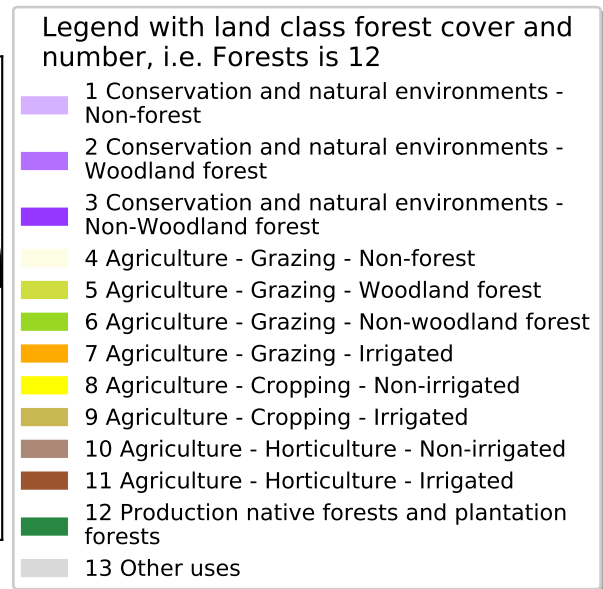 Legend with land class forest cover and
number, i.e. Forests is 12
1 Conservation and natural environments -
Non-forest
2 Conservation and natural environments -
Woodland forest
3 Conservation and natural environments -
Non-Woodland forest
4 Agriculture - Grazing - Non-forest
5 Agriculture - Grazing - Woodland forest
6 Agriculture - Grazing - Non-woodland forest
7 Agriculture - Grazing - Irrigated
8 Agriculture - Cropping - Non-irrigated
9 Agriculture - Cropping - Irrigated
10 Agriculture - Horticulture - Non-irrigated
11 Agriculture - Horticulture - Irrigated
12 Production native forests and plantation
forests
13 Other uses